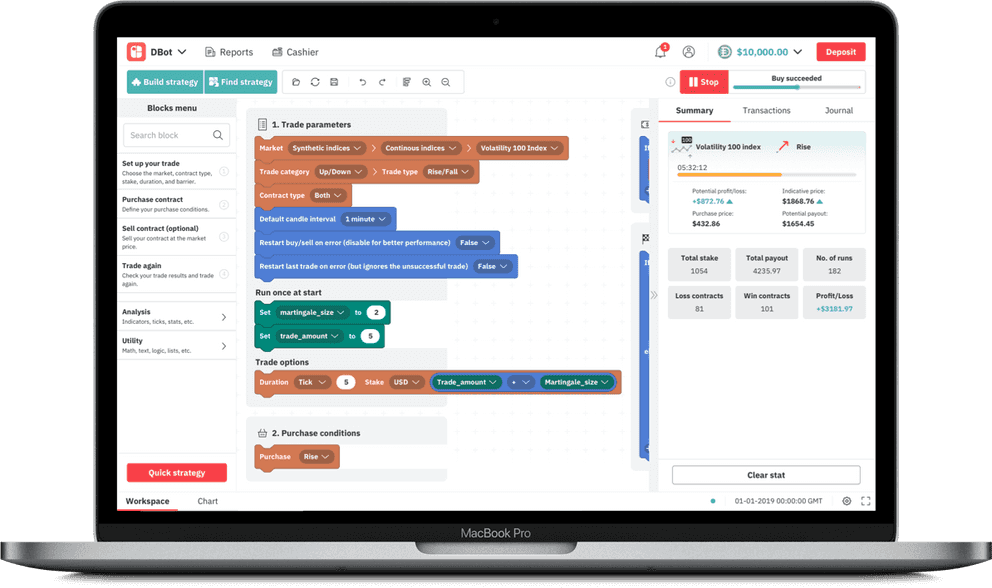 DBot Reports Cashier 3 $10,000.00 Deposit
Build strategy Find strategy Stop Buy succeeded
Blocks menu
Search block
Set up your trade
Choose the market, contract type,
stake, duration, and barrier.
1
Purchase contract
Define your purchase conditions.
2
Sell contract (optional)
Sell your contract at the market
price.
3
Trade again
Check your trade results and trade
again.
4
Analysis
Indicators, ticks, stats, etc.
Utility
Math, text, logic, lists, etc.
Quick strategy
1. Trade parameters
Market Synthetic indices Continous indices Volatility 100 Index
Trade category Up/Down Trade type Rise/Fall
Contract type Both
Default candle interval 1 minute
Restart buy/sell on error (disable for better performance) False
Restart last trade on error (but ignores the unsuccessful trade) False
Run once at start
Set martingale_size to 2
Set trade_amount to 5
Trade options
Duration Tick 5 Stake USD Trade_amount + Martingale_size
2. Purchase conditions
Purchase Rise
Summary Transactions Journal
100 Volatility 100 index Rise
05:32:12
Potential profit/loss: Indicative price:
+$872.76 $1868.76
Purchase price: Potential payout:
$432.86 $1654.45
Total stake Total payout No. of runs
1054 4235.97 182
Loss contracts Win contracts Profit/Loss
81 101 +$3181.97
Clear stat
Workspace Chart 01-01-2019 00:00:00 GMT
MacBook Pro